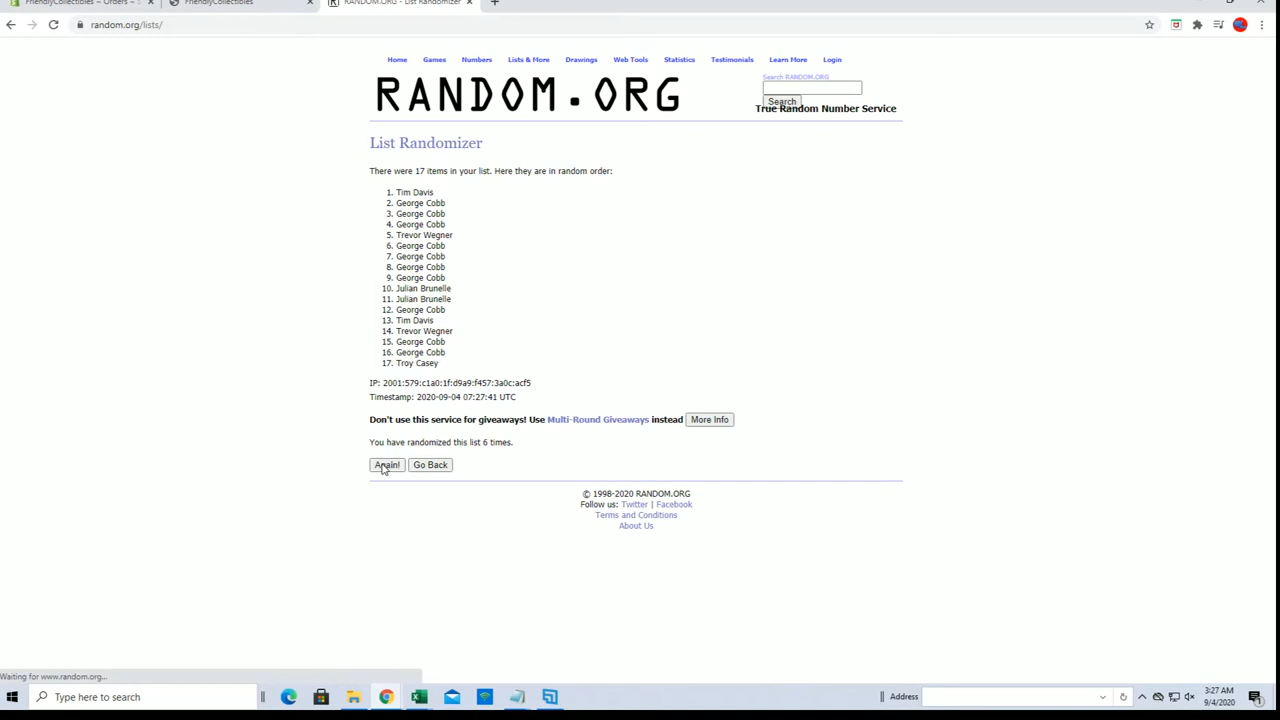 FriendlyCollectibles ~ Orders ~
FriendlyCollectibles
RANDOM.ORG - List Randomizer
random.org/lists/
Home Games Numbers Lists & More Drawings Web Tools Statistics Testimonials Learn More Login
RANDOM.ORG
Search RANDOM.ORG
Search
True Random Number Service
List Randomizer
There were 17 items in your list. Here they are in random order:
1. Tim Davis
2. George Cobb
3. George Cobb
4. George Cobb
5. Trevor Wegner
6. George Cobb
7. George Cobb
8. George Cobb
9. George Cobb
10. Julian Brunelle
11. Julian Brunelle
12. George Cobb
13. Tim Davis
14. Trevor Wegner
15. George Cobb
16. George Cobb
17. Troy Casey
IP: 2001:579:c1a0:1f:d9a9:f457:3a0c:acf5
Timestamp: 2020-09-04 07:27:41 UTC
Don't use this service for giveaways! Use Multi-Round Giveaways instead More Info
You have randomized this list 6 times.
Again! Go Back
© 1998-2020 RANDOM.ORG
Follow us: Twitter | Facebook
Terms and Conditions
About Us
Waiting for www.random.org...
Type here to search
Address
3:27 AM
9/4/2020